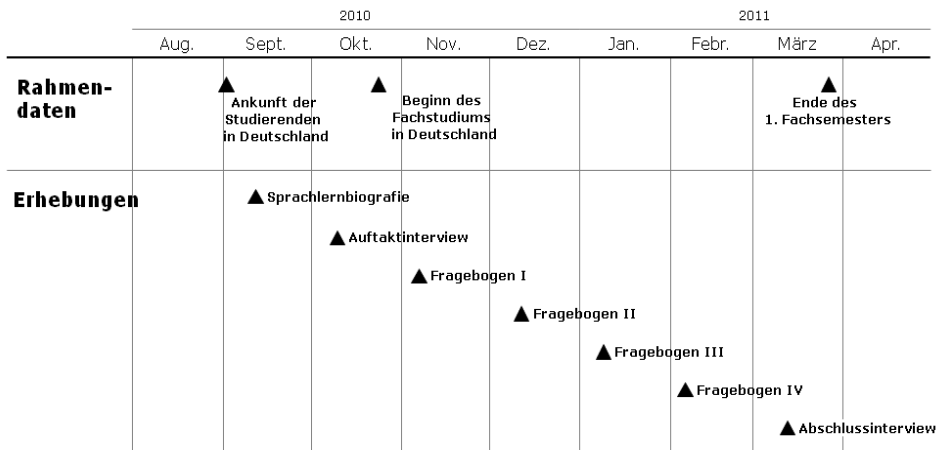 2010 2011
Aug. Sept. Okt. Nov. Dez. Jan. Febr. März Apr.
Rahmen-
daten
Ankunft der
Studierenden
in Deutschland
Beginn des
Fachstudiums
in Deutschland
Ende des
1. Fachsemesters
Erhebungen
Sprachlernbiografie
Auftaktinterview
Fragebogen I
Fragebogen II
Fragebogen III
Fragebogen IV
Abschlussinterview